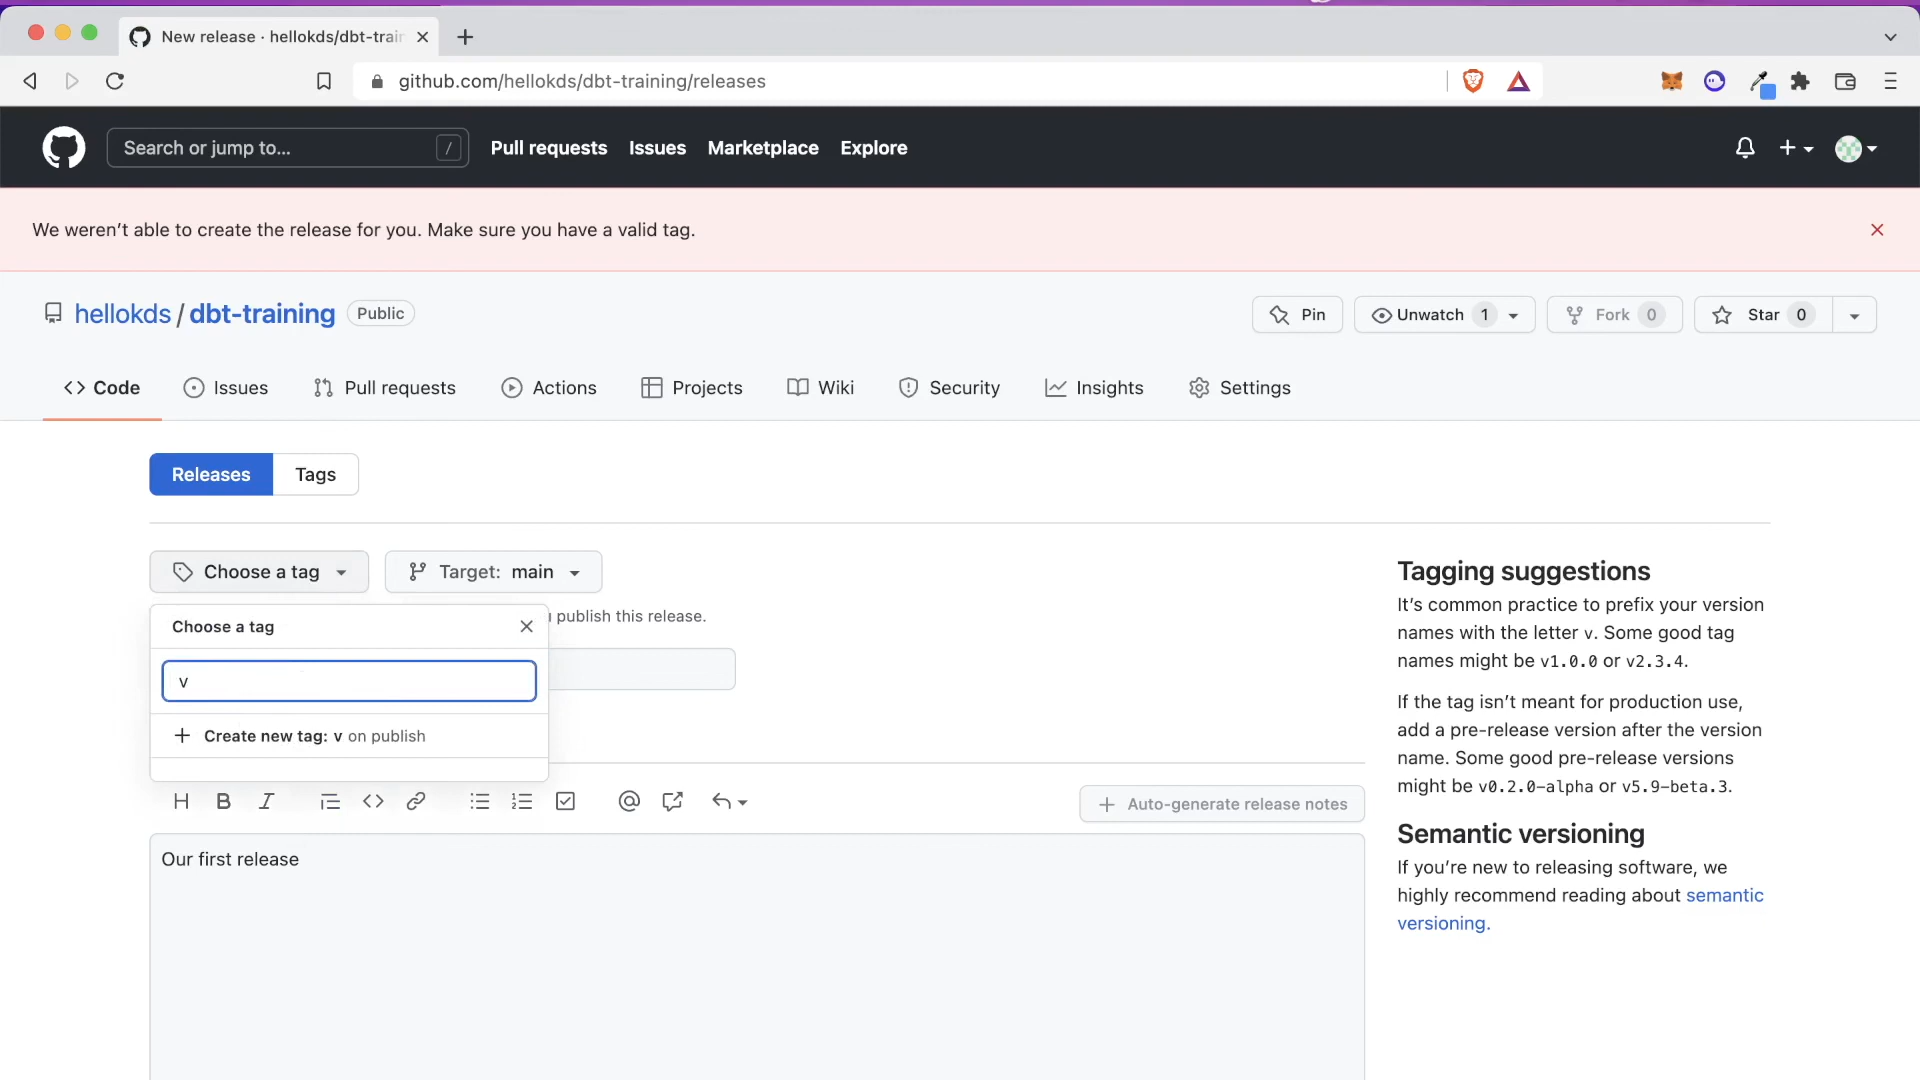 New release · hellokds/dbt-train
github.com/hellokds/dbt-training/releases
Search or jump to... /
Pull requests Issues Marketplace Explore
We weren’t able to create the release for you. Make sure you have a valid tag.
hellokds / dbt-training Public
Pin Unwatch 1 Fork 0 Star 0
Code Issues Pull requests Actions Projects Wiki Security Insights Settings
Releases Tags
Choose a tag Target: main
Choose a tag
publish this release.
v
Create new tag: v on publish
H B I
Auto-generate release notes
Our first release
Tagging suggestions
It’s common practice to prefix your version
names with the letter v. Some good tag
names might be v1.0.0 or v2.3.4.
If the tag isn’t meant for production use,
add a pre-release version after the version
name. Some good pre-release versions
might be v0.2.0-alpha or v5.9-beta.3.
Semantic versioning
If you’re new to releasing software, we
highly recommend reading about semantic
versioning.